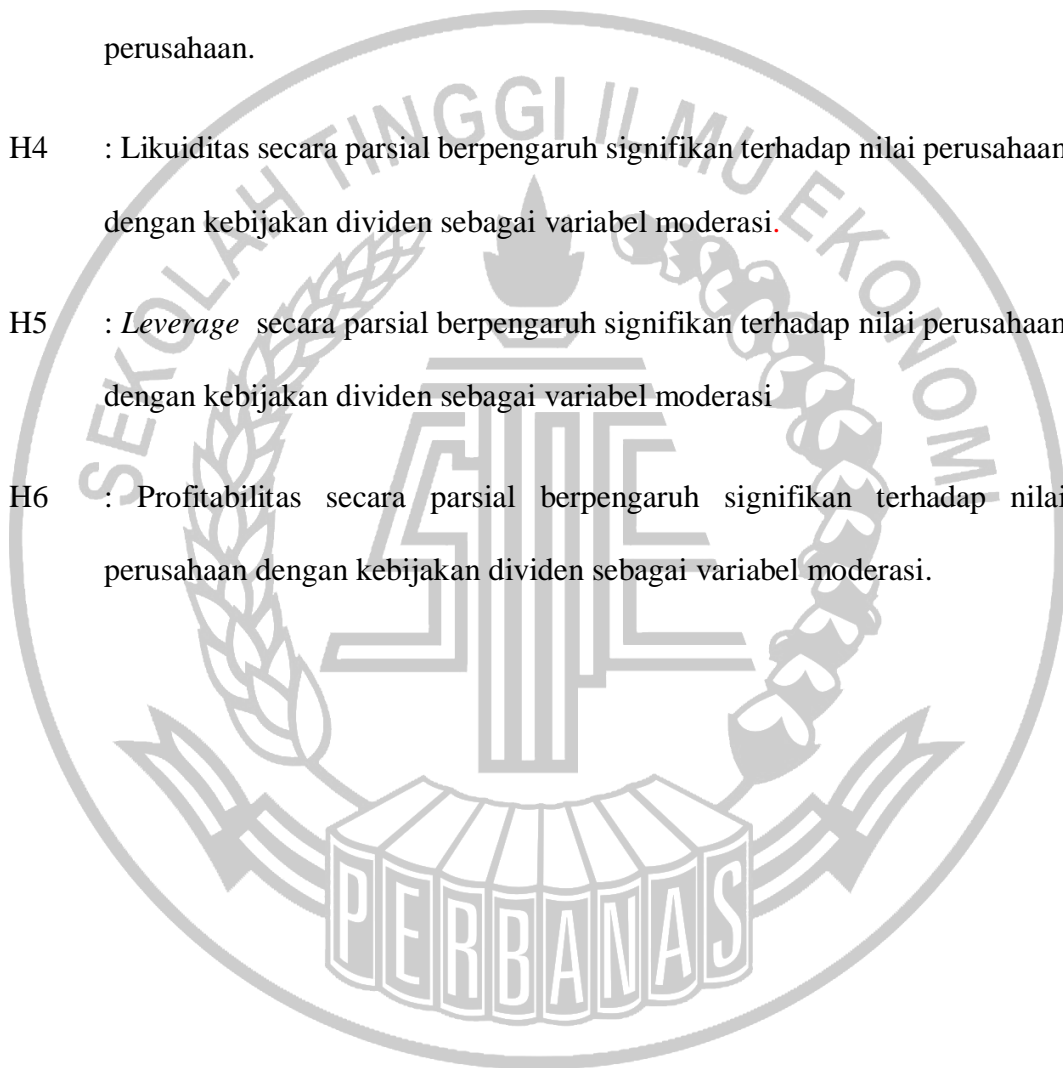 perusahaan.
H4 : Likuiditas secara parsial berpengaruh signifikan terhadap nilai perusahaan
dengan kebijakan dividen sebagai variabel moderasi.
H5 : Leverage secara parsial berpengaruh signifikan terhadap nilai perusahaan
dengan kebijakan dividen sebagai variabel moderasi
H6 : Profitabilitas secara parsial berpengaruh signifikan terhadap nilai
perusahaan dengan kebijakan dividen sebagai variabel moderasi.
SEKOLAH TINGGI ILMU EKONOMI
STIE
PERBANAS